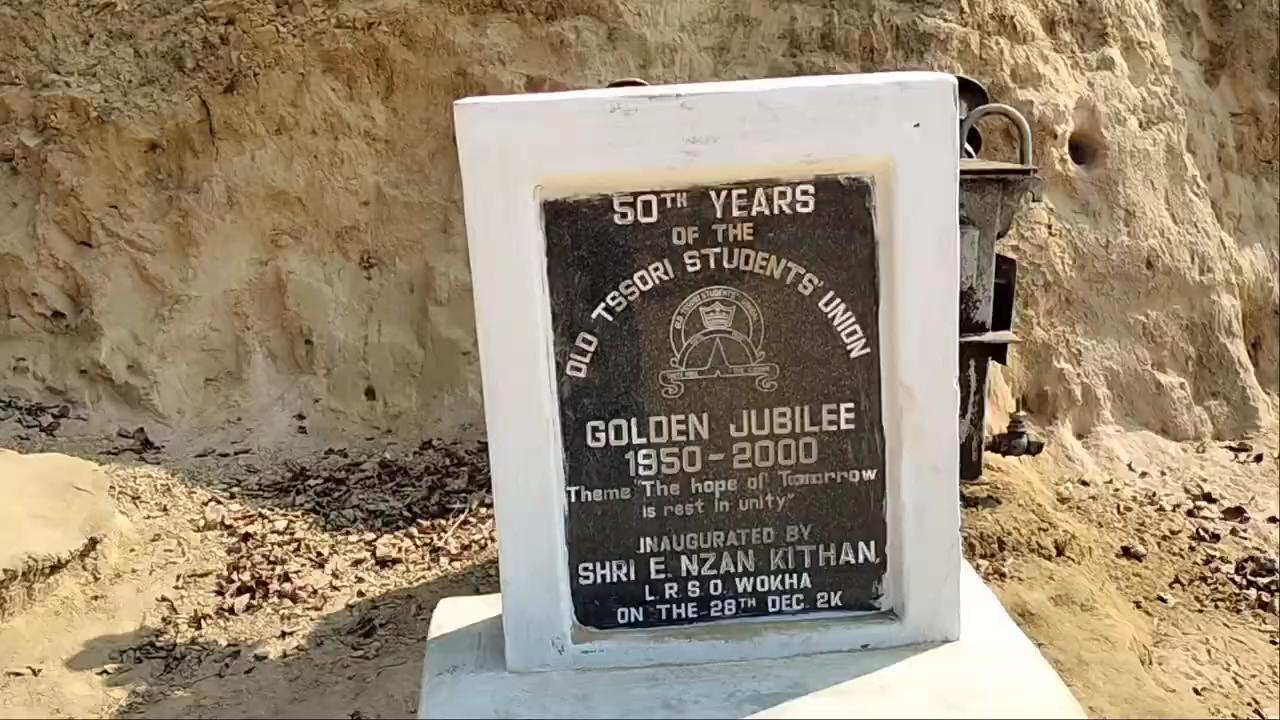 50TH YEARS
OF THE
OLD TSSORI STUDENTS' UNION
GOLDEN JUBILEE
1950-2000
Theme "The hope of Tomorrow
is rest in unity"
INAUGURATED BY
SHRI E. NZAN KITHAN,
L.R.S.O. WOKHA
ON THE 28TH DEC. 2K